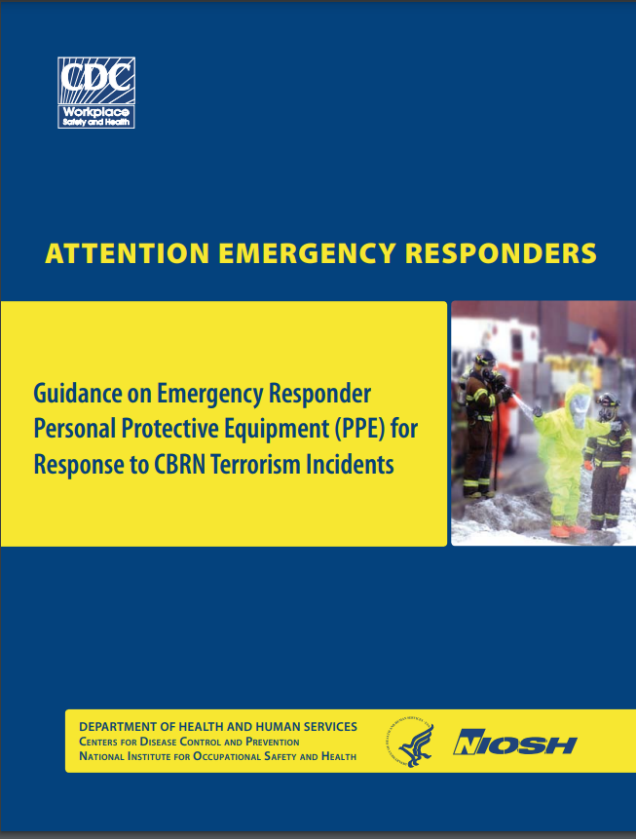 CDC
Workplace
Safety and Health
ATTENTION EMERGENCY RESPONDERS
Guidance on Emergency Responder
Personal Protective Equipment (PPE) for
Response to CBRN Terrorism Incidents
DEPARTMENT OF HEALTH AND HUMAN SERVICES
CENTERS FOR DISEASE CONTROL AND PREVENTION
NATIONAL INSTITUTE FOR OCCUPATIONAL SAFETY AND HEALTH
NIOSH